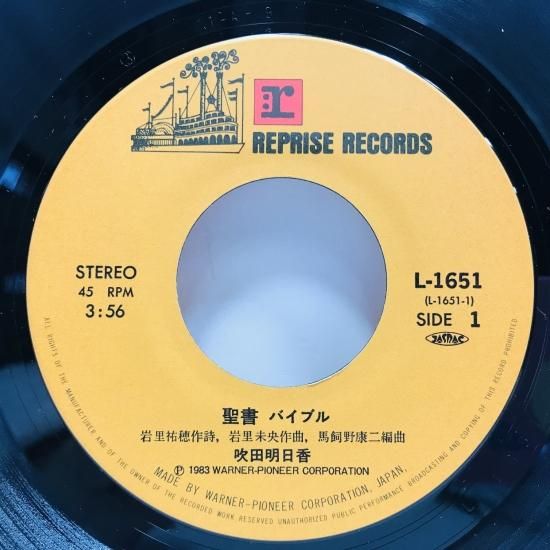 r
REPRISE RECORDS
STEREO
45 RPM
3:56
L-1651
(L-1651-1)
SIDE 1
JASRAC
聖書 バイブル
岩里祐穂作詩, 岩里未央作曲, 馬飼野康二編曲
吹田明日香
Ⓟ 1983 WARNER-PIONEER CORPORATION
MADE BY WARNER-PIONEER CORPORATION, JAPAN,
ALL RIGHTS OF THE MANUFACTURER AND OF THE OWNER OF THE RECORDED WORK RESERVED UNAUTHORIZED PUBLIC PERFORMANCE BROADCASTING AND COPYING OF THIS RECORD PROHIBITED